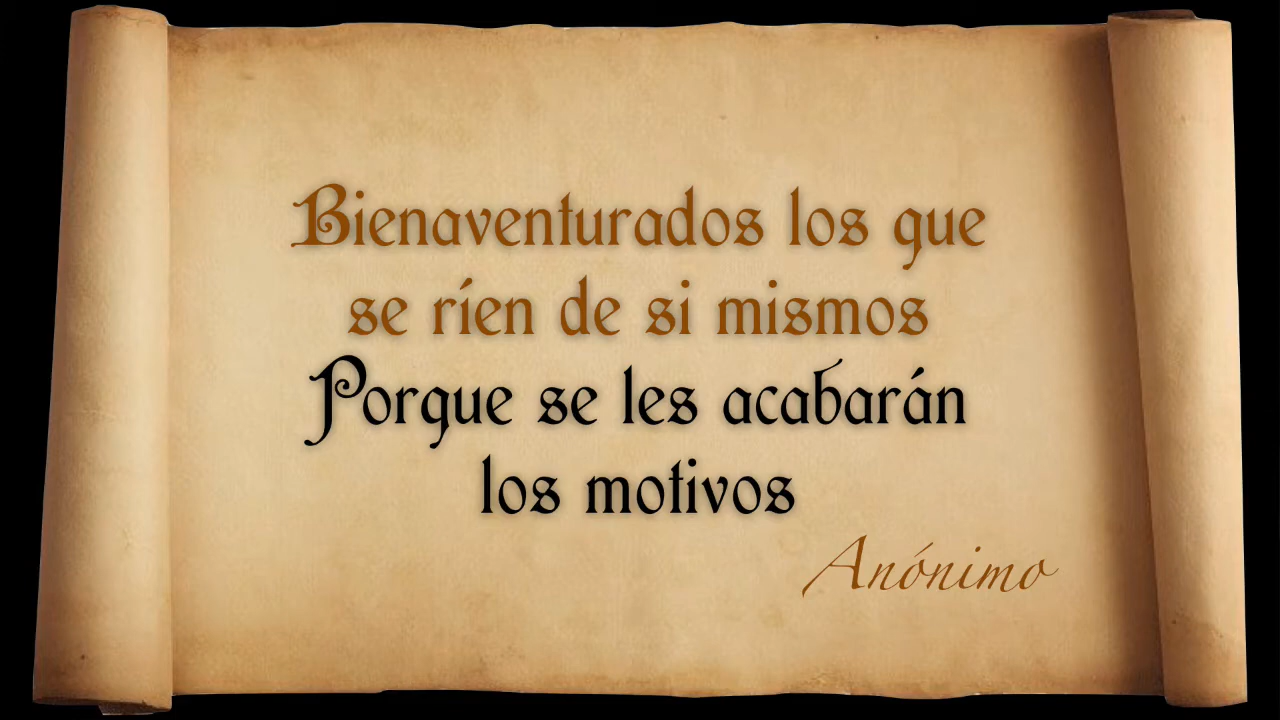 Bienaventurados los que
se ríen de si mismos
Porque se les acabarán
los motivos
Anónimo